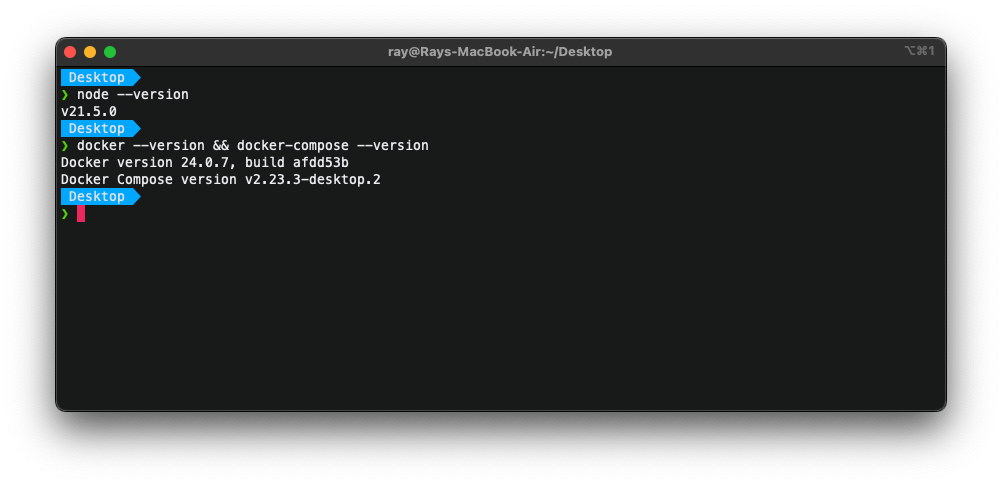 ray@Rays-MacBook-Air:~/Desktop
⌥⌘1
Desktop
❯ node --version
v21.5.0
Desktop
❯ docker --version && docker-compose --version
Docker version 24.0.7, build afdd53b
Docker Compose version v2.23.3-desktop.2
Desktop
❯